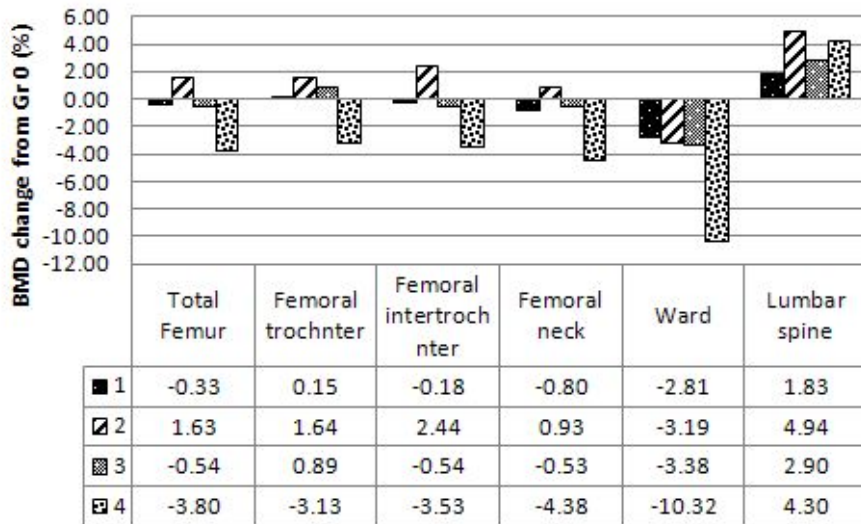 BMD change from Gr 0 (%)
6.00
4.00
2.00
0.00
-2.00
-4.00
-6.00
-8.00
-10.00
-12.00
Total Femur
Femoral trochnter
Femoral intertroch nter
Femoral neck
Ward
Lumbar spine
1 -0.33 0.15 -0.18 -0.80 -2.81 1.83
2 1.63 1.64 2.44 0.93 -3.19 4.94
3 -0.54 0.89 -0.54 -0.53 -3.38 2.90
4 -3.80 -3.13 -3.53 -4.38 -10.32 4.30